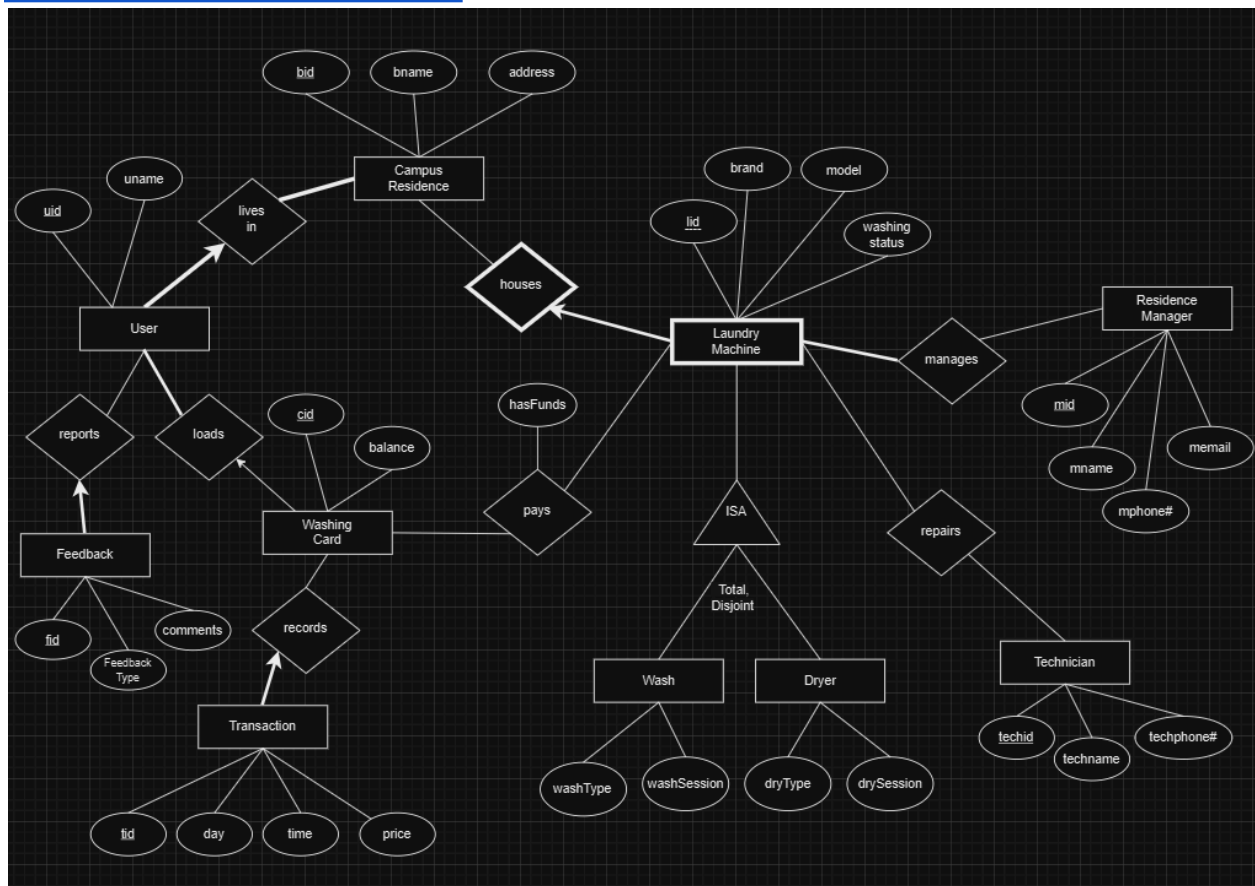 bid
bname
address
Campus
Residence
uname
uid
lives
in
brand
model
lid
washing
status
houses
Residence
Manager
User
Laundry
Machine
manages
hasFunds
mid
cid
reports
loads
balance
memail
mname
pays
ISA
mphone#
Washing
Card
repairs
Feedback
Total,
Disjoint
comments
records
fid
Feedback
Type
Technician
Wash
Dryer
Transaction
techid
techphone#
techname
washType
washSession
dryType
drySession
tid
day
time
price